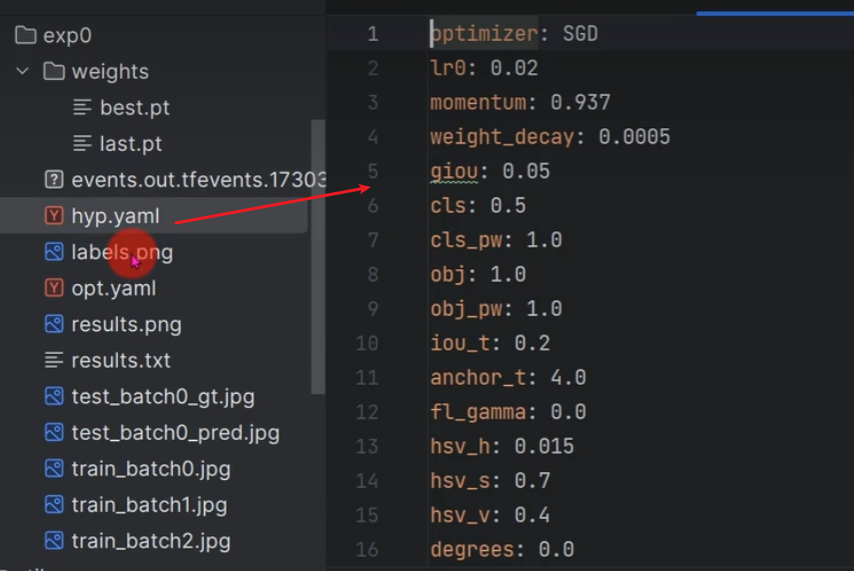 exp0
weights
best.pt
last.pt
events.out.tfevents.17303
hyp.yaml
labels.png
opt.yaml
results.png
results.txt
test_batch0_gt.jpg
test_batch0_pred.jpg
train_batch0.jpg
train_batch1.jpg
train_batch2.jpg
1 optimizer: SGD
2 lr0: 0.02
3 momentum: 0.937
4 weight_decay: 0.0005
5 giou: 0.05
6 cls: 0.5
7 cls_pw: 1.0
8 obj: 1.0
9 obj_pw: 1.0
10 iou_t: 0.2
11 anchor_t: 4.0
12 fl_gamma: 0.0
13 hsv_h: 0.015
14 hsv_s: 0.7
15 hsv_v: 0.4
16 degrees: 0.0